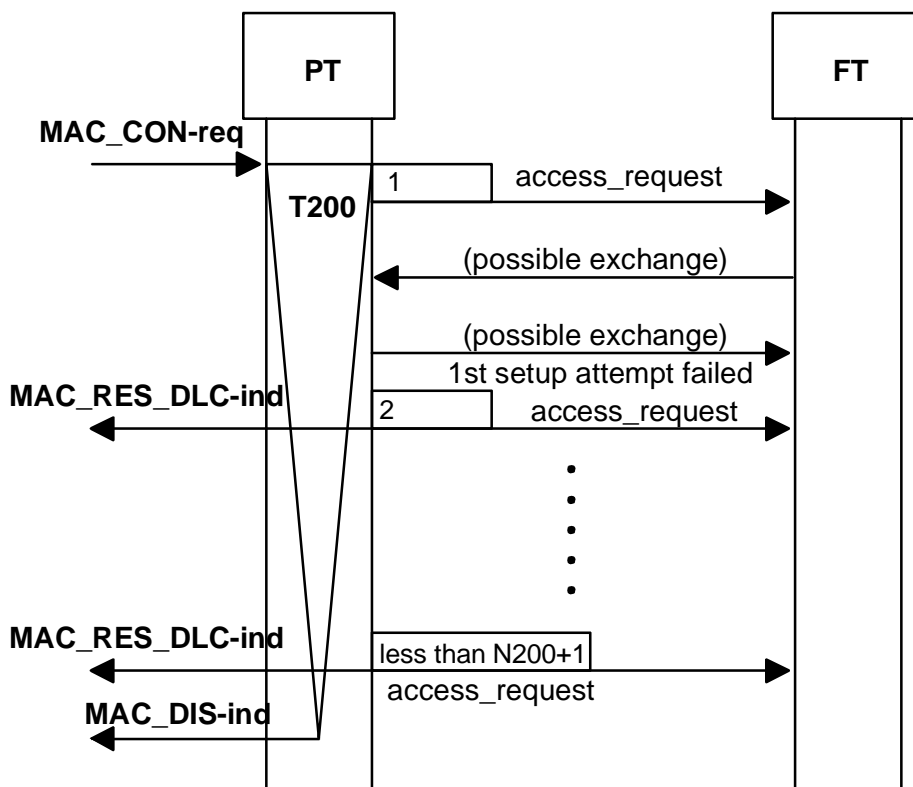 PT
FT
MAC_CON-req
1
access_request
T200
(possible exchange)
(possible exchange)
1st setup attempt failed
MAC_RES_DLC-ind
2
access_request
MAC_RES_DLC-ind
less than N200+1
access_request
MAC_DIS-ind